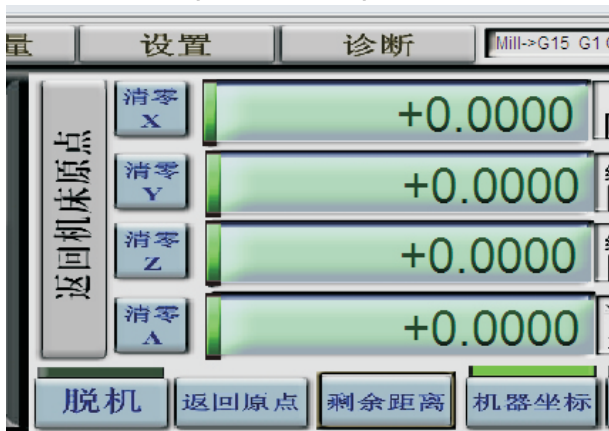 量
设置
诊断
Mill->G15 G1
返回机床原点
清零
X
+0.0000
清零
Y
+0.0000
清零
Z
+0.0000
清零
A
+0.0000
脱机
返回原点
剩余距离
机器坐标